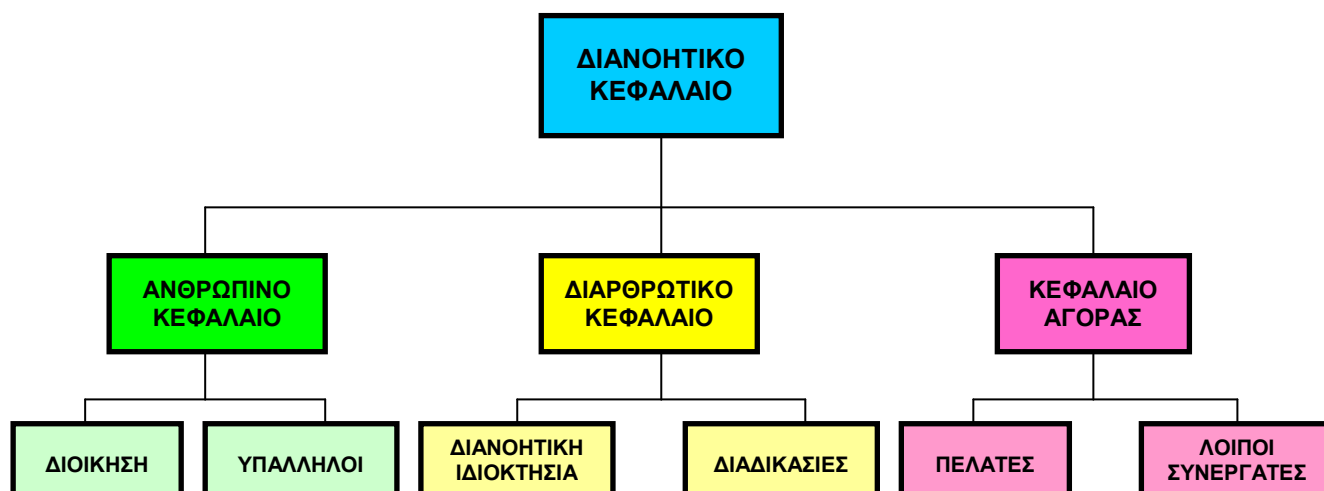 ΔΙΑΝΟΗΤΙΚΟ
ΚΕΦΑΛΑΙΟ
ΑΝΘΡΩΠΙΝΟ
ΚΕΦΑΛΑΙΟ
ΔΙΑΡΘΡΩΤΙΚΟ
ΚΕΦΑΛΑΙΟ
ΚΕΦΑΛΑΙΟ
ΑΓΟΡΑΣ
ΔΙΟΙΚΗΣΗ
ΥΠΑΛΛΗΛΟΙ
ΔΙΑΝΟΗΤΙΚΗ
ΙΔΙΟΚΤΗΣΙΑ
ΔΙΑΔΙΚΑΣΙΕΣ
ΠΕΛΑΤΕΣ
ΛΟΙΠΟΙ
ΣΥΝΕΡΓΑΤΕΣ